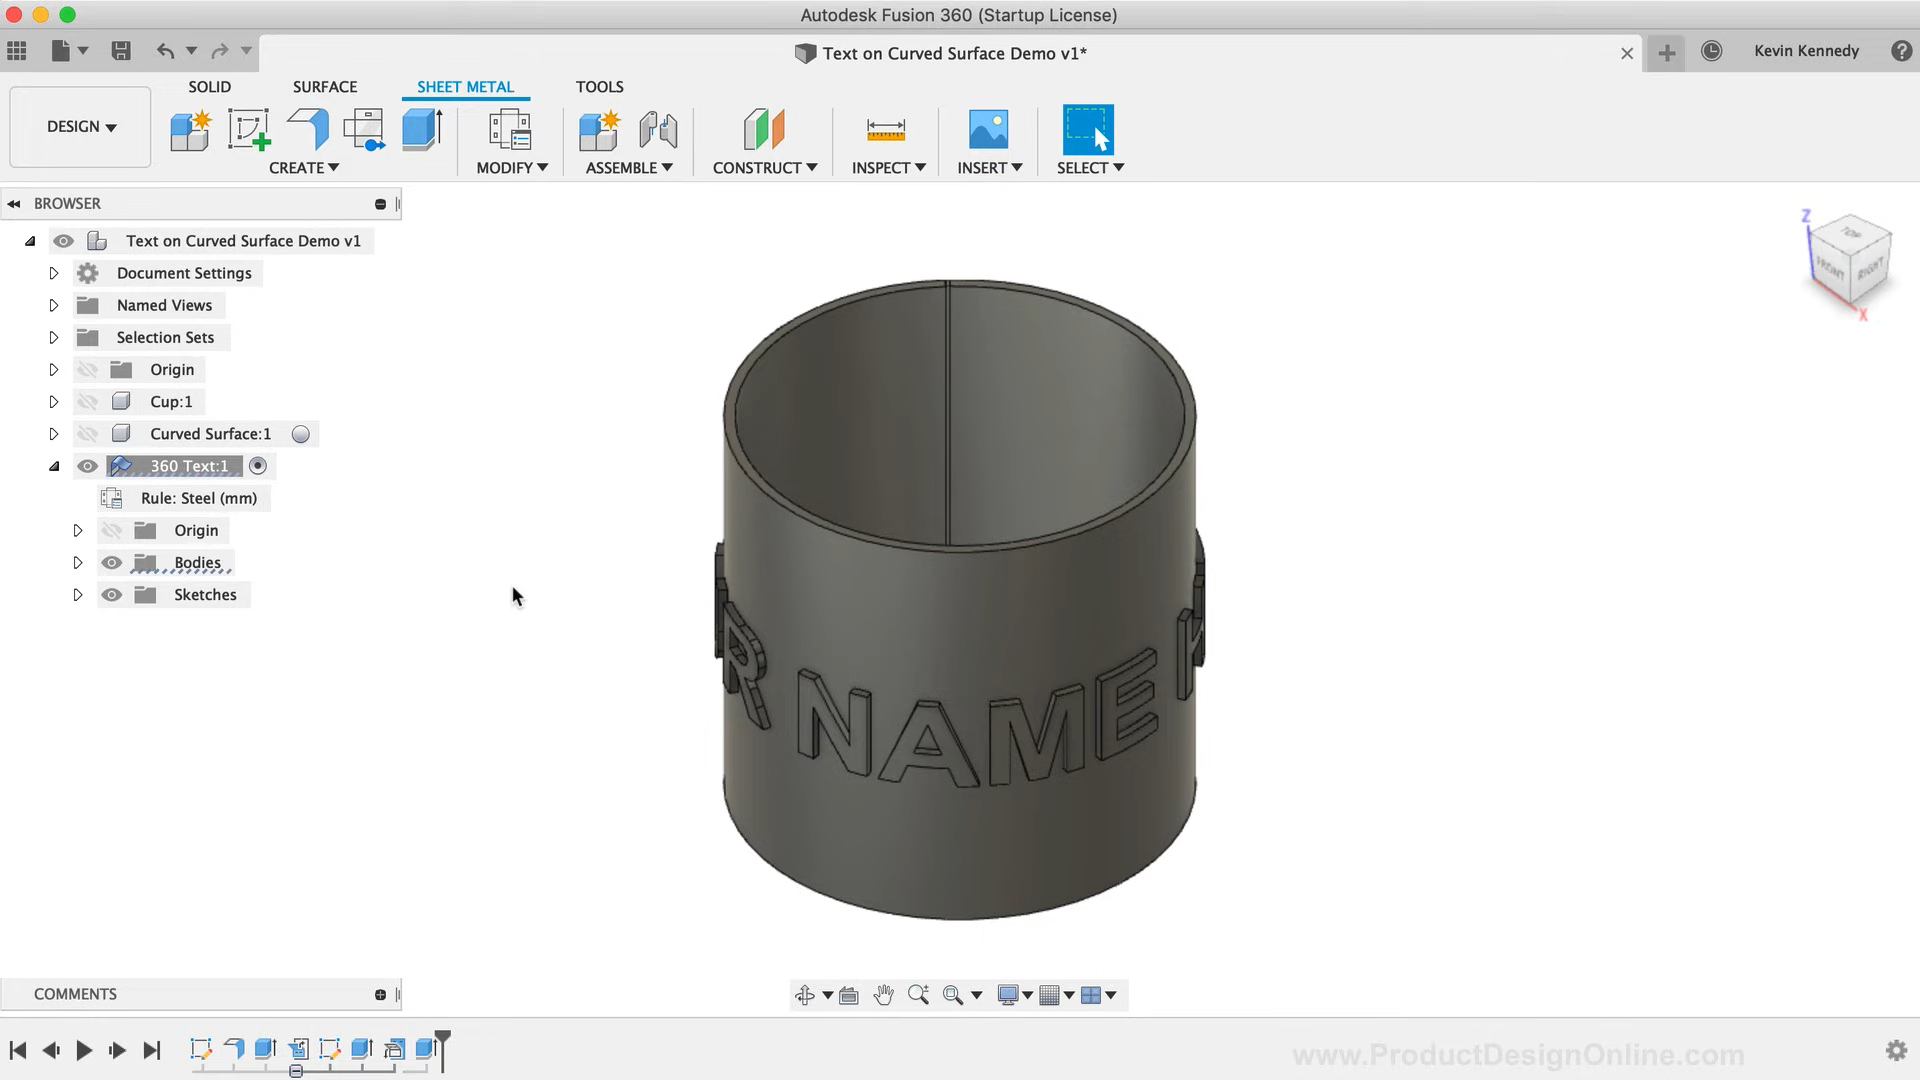 Autodesk Fusion 360 (Startup License)
Text on Curved Surface Demo v1*
Kevin Kennedy
DESIGN
SOLID
SURFACE
SHEET METAL
TOOLS
CREATE
MODIFY
ASSEMBLE
CONSTRUCT
INSPECT
INSERT
SELECT
BROWSER
Text on Curved Surface Demo v1
Document Settings
Named Views
Selection Sets
Origin
Cup:1
Curved Surface:1
360 Text:1
Rule: Steel (mm)
Origin
Bodies
Sketches
Z
TOP
FRONT
RIGHT
X
R NAME
COMMENTS
www.ProductDesignOnline.com